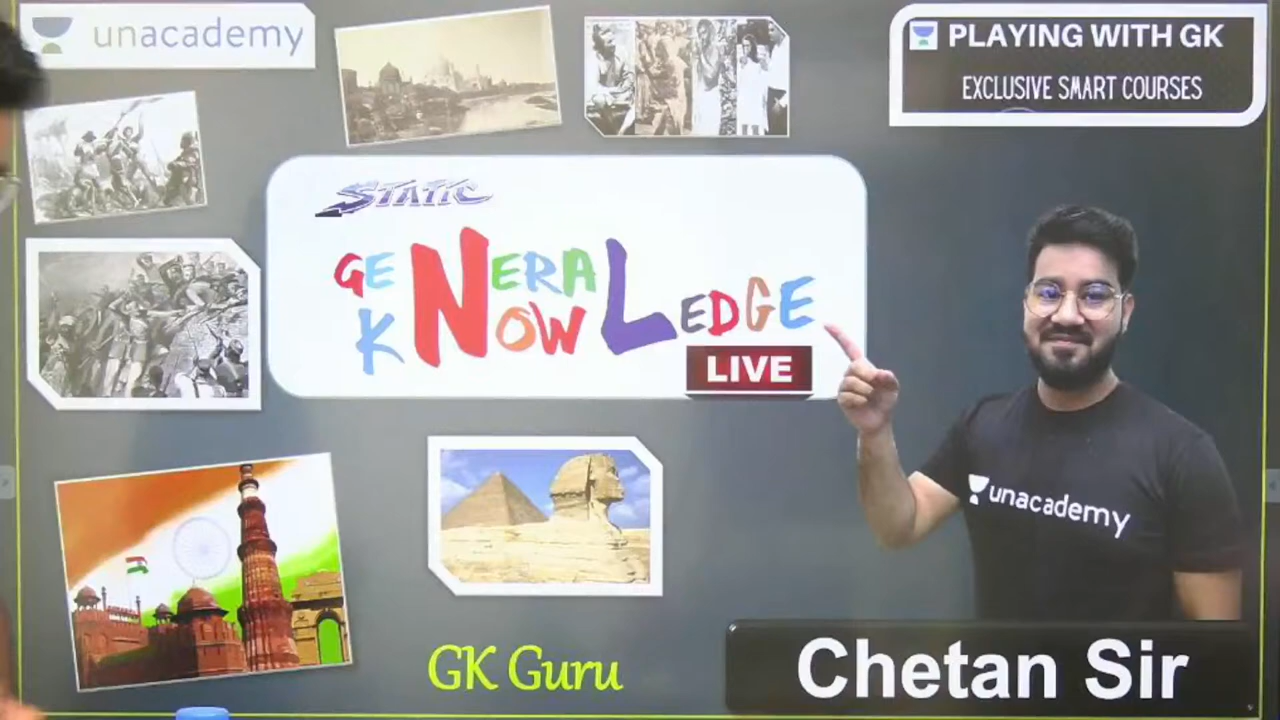 unacademy
PLAYING WITH GK
EXCLUSIVE SMART COURSES
STATIC
GENERAL
KNOWLEDGE
LIVE
unacademy
GK Guru
Chetan Sir